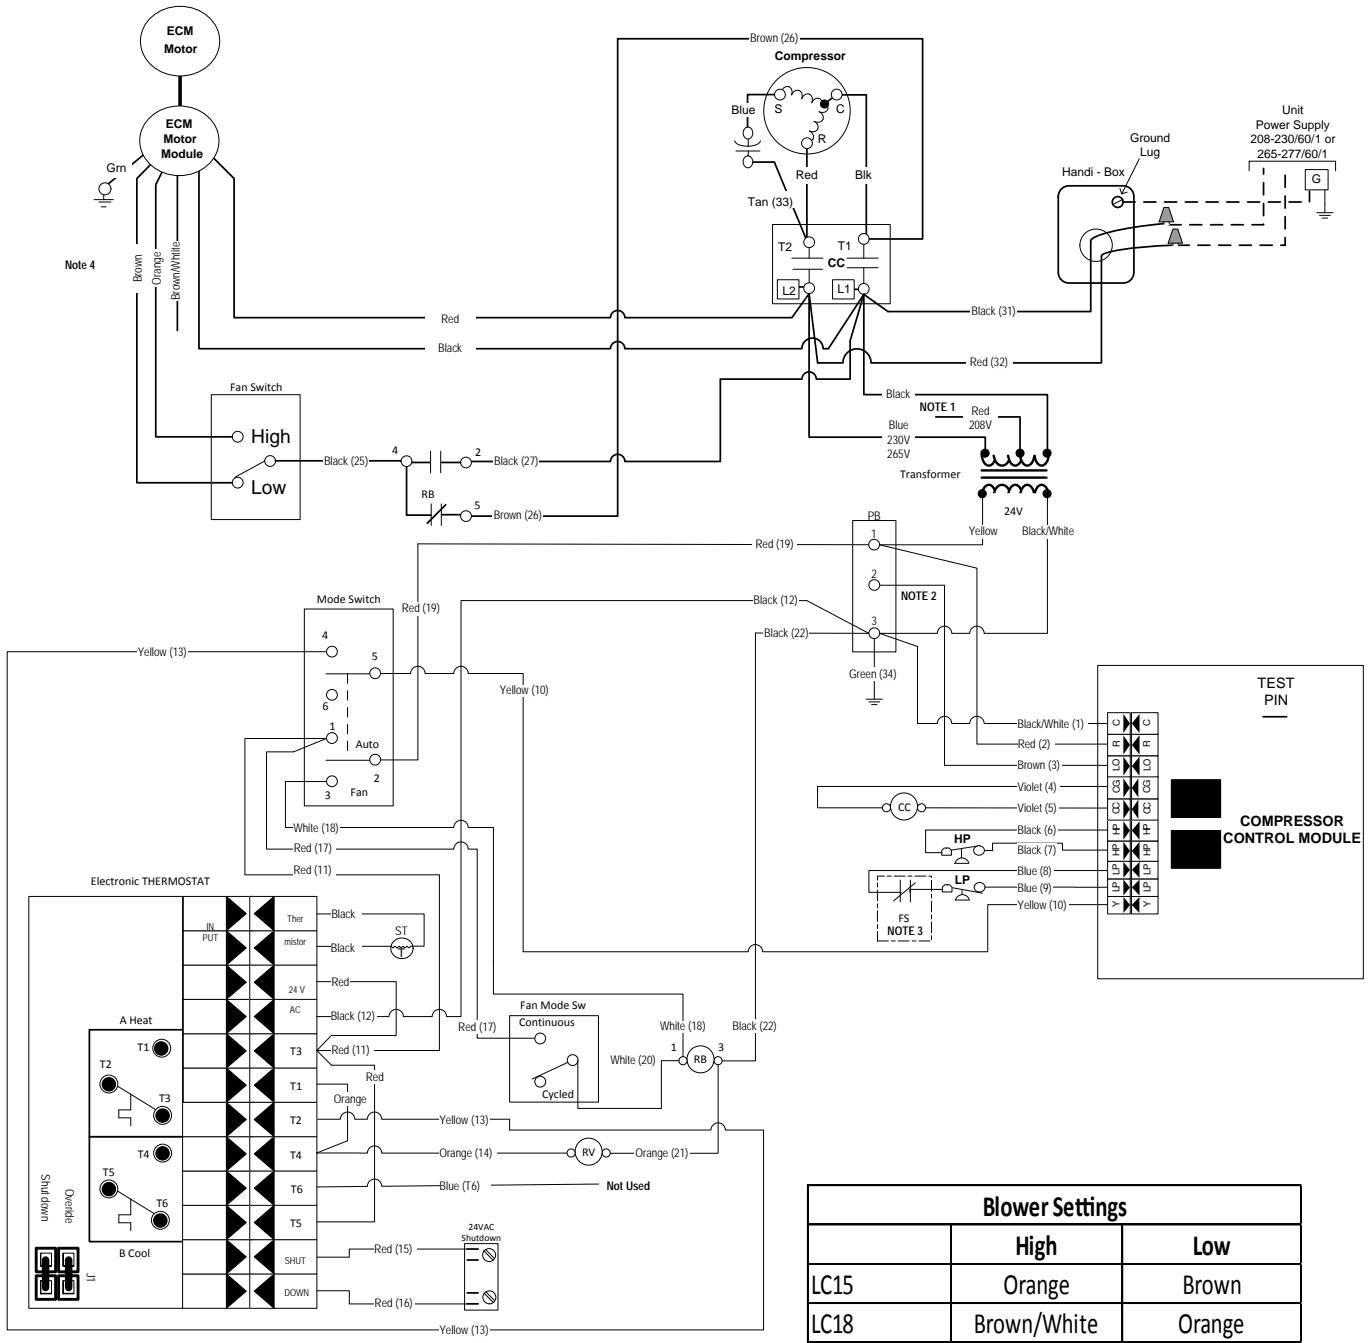 ECM
Motor
ECM
Motor
Module
Grn
Note 4
Brown
Orange
Brown/Whtite
Red
Black
Brown (26)
Compressor
Blue
S
C
R
Red
Blk
Tan (33)
T2
T1
CC
L2
L1
Unit
Power Supply
208-230/60/1 or
265-277/60/1
Ground
Lug
G
Handi - Box
Black (31)
Red (32)
Fan Switch
High
Low
Black (25)
4
2
Black (27)
RB
5
Brown (26)
Black
NOTE 1
Red
208V
Blue
230V
265V
Transformer
24V
Yellow
Black/White
PB
1
2
NOTE 2
3
Red (19)
Black (12)
Black (22)
Green (34)
Mode Switch
Red (19)
4
Yellow (13)
5
Yellow (10)
6
1
Auto
2
3
Fan
White (18)
Red (17)
Red (11)
TEST
PIN
Black/White (1)
C
C
Red (2)
R
R
Brown (3)
LO
LO
Violet (4)
CG
CG
CC
Violet (5)
CC
CC
Black (6)
HP
HP
HP
Black (7)
HP
HP
Blue (8)
LP
LP
LP
Blue (9)
LP
LP
Yellow (10)
Y
Y
COMPRESSOR
CONTROL MODULE
FS
NOTE 3
Electronic THERMOSTAT
IN
PUT
Ther
Black
mistor
Black
ST
24 V
Red
AC
Black (12)
T3
Red (11)
Red
T1
Orange
T2
Yellow (13)
T4
Orange (14)
RV
Orange (21)
T6
Blue (T6)
Not Used
T5
SHUT
Red (15)
DOWN
Red (16)
24VAC
Shutdown
A Heat
T1
T2
T3
T4
T5
T6
B Cool
Shut down
Overide
J1
Yellow (13)
Fan Mode Sw
Continuous
Cycled
Red (17)
White (18)
Black (22)
White (20)
1
RB
3
Blower Settings
High Low
LC15 Orange Brown
LC18 Brown/White Orange